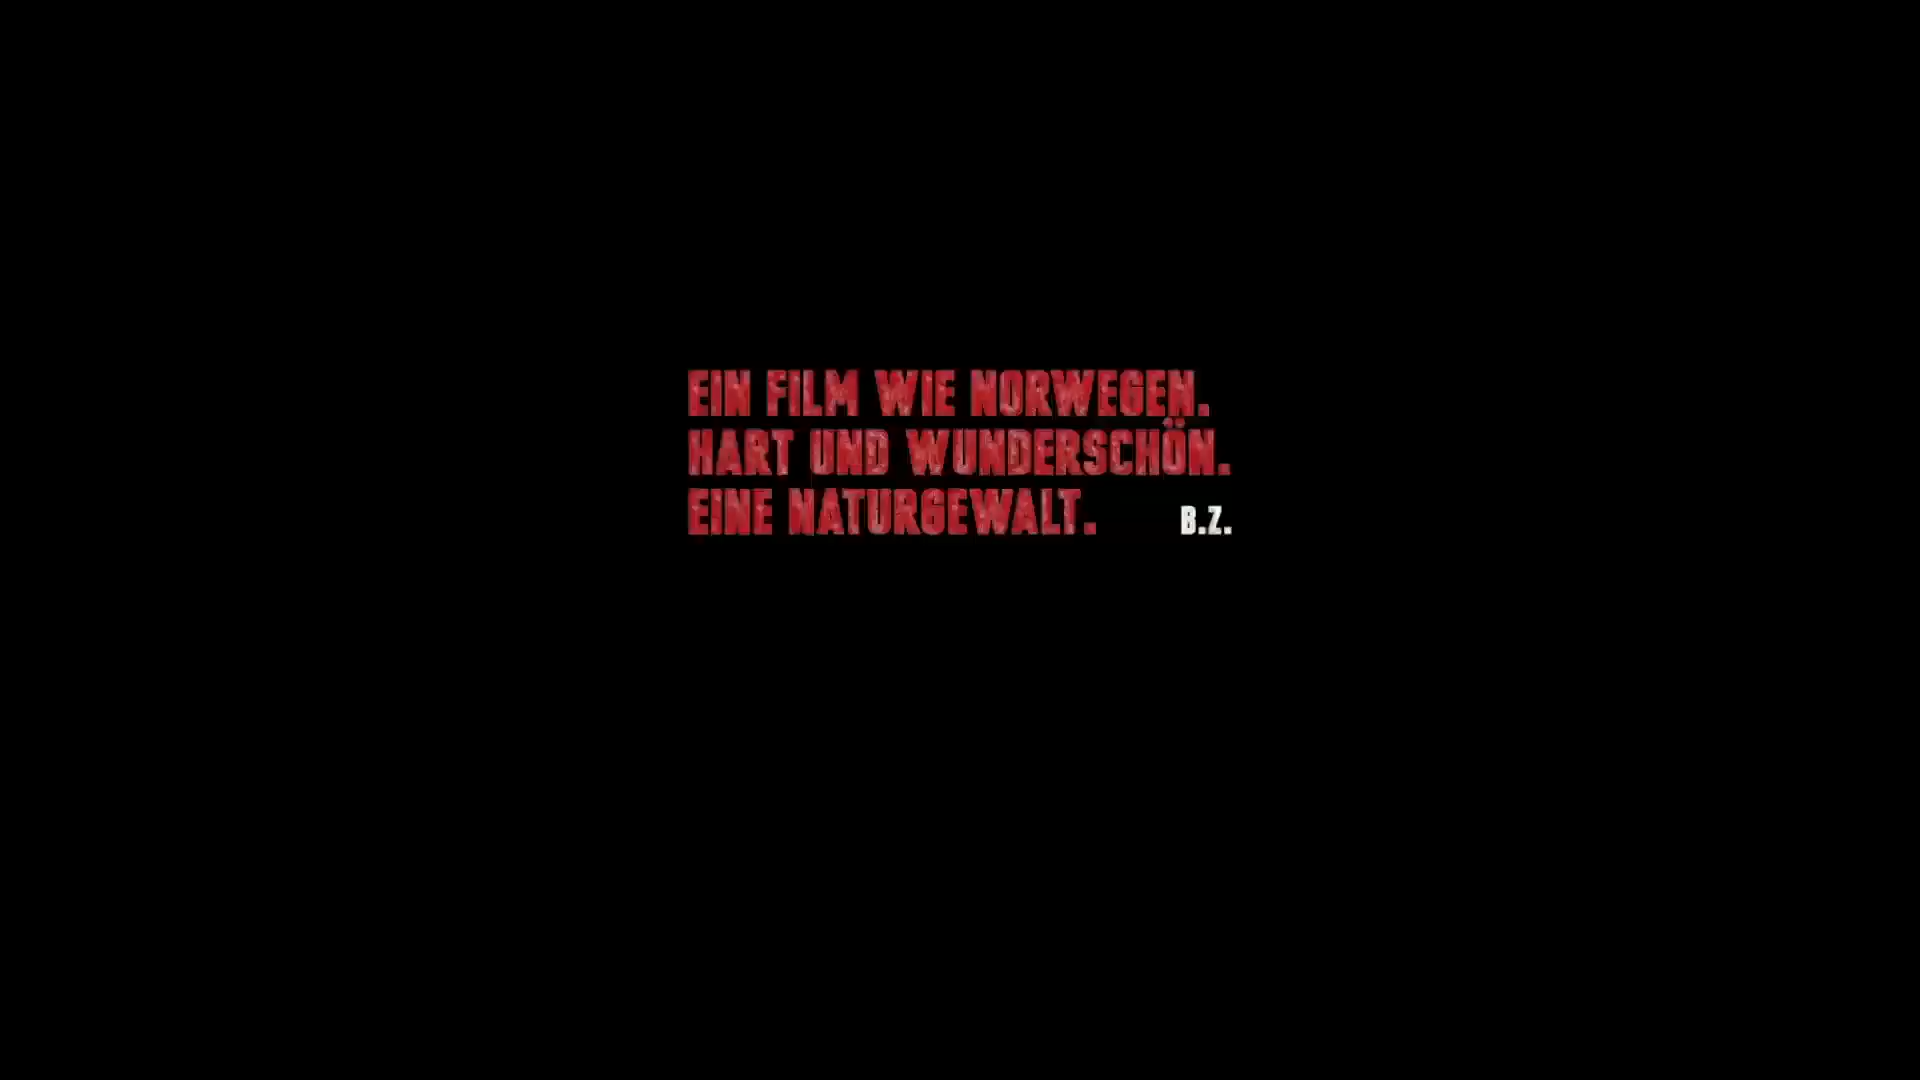 EIN FILM WIE NORWEGEN.
HART UND WUNDERSCHÖN.
EINE NATURGEWALT. B.Z.